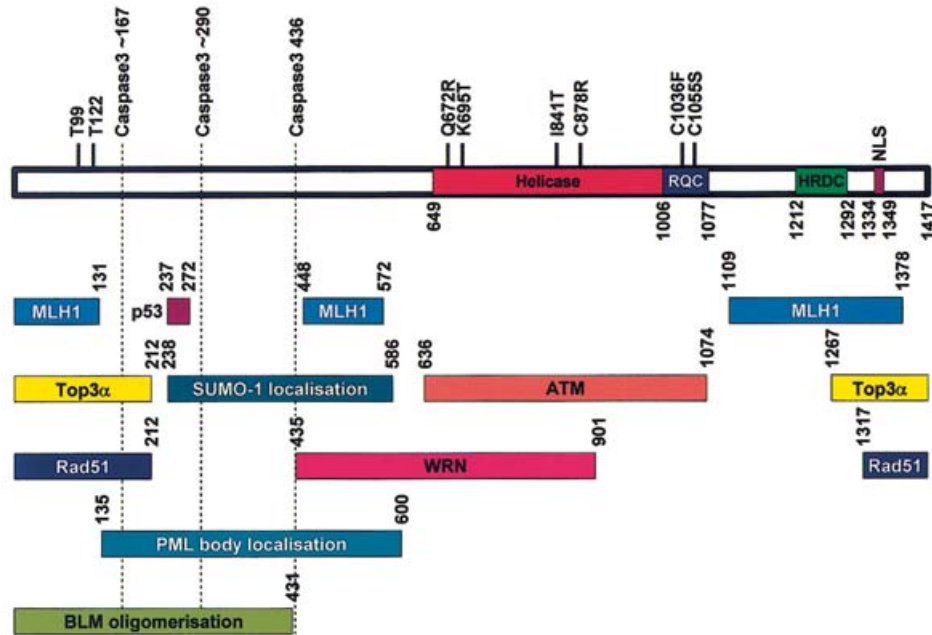 T99
T122
Caspase3 ~167
Caspase3 ~290
Caspase3 436
Q672R
K695T
I841T
C878R
C1036F
C1055S
NLS
Helicase
RQC
HRDC
649
1006
1077
1212
1292
1334
1349
1417
131
237
272
448
572
1109
1378
MLH1
p53
MLH1
MLH1
212
238
586
636
1074
1267
Top3α
SUMO-1 localisation
ATM
Top3α
212
435
901
1317
Rad51
WRN
Rad51
135
600
PML body localisation
431
BLM oligomerisation